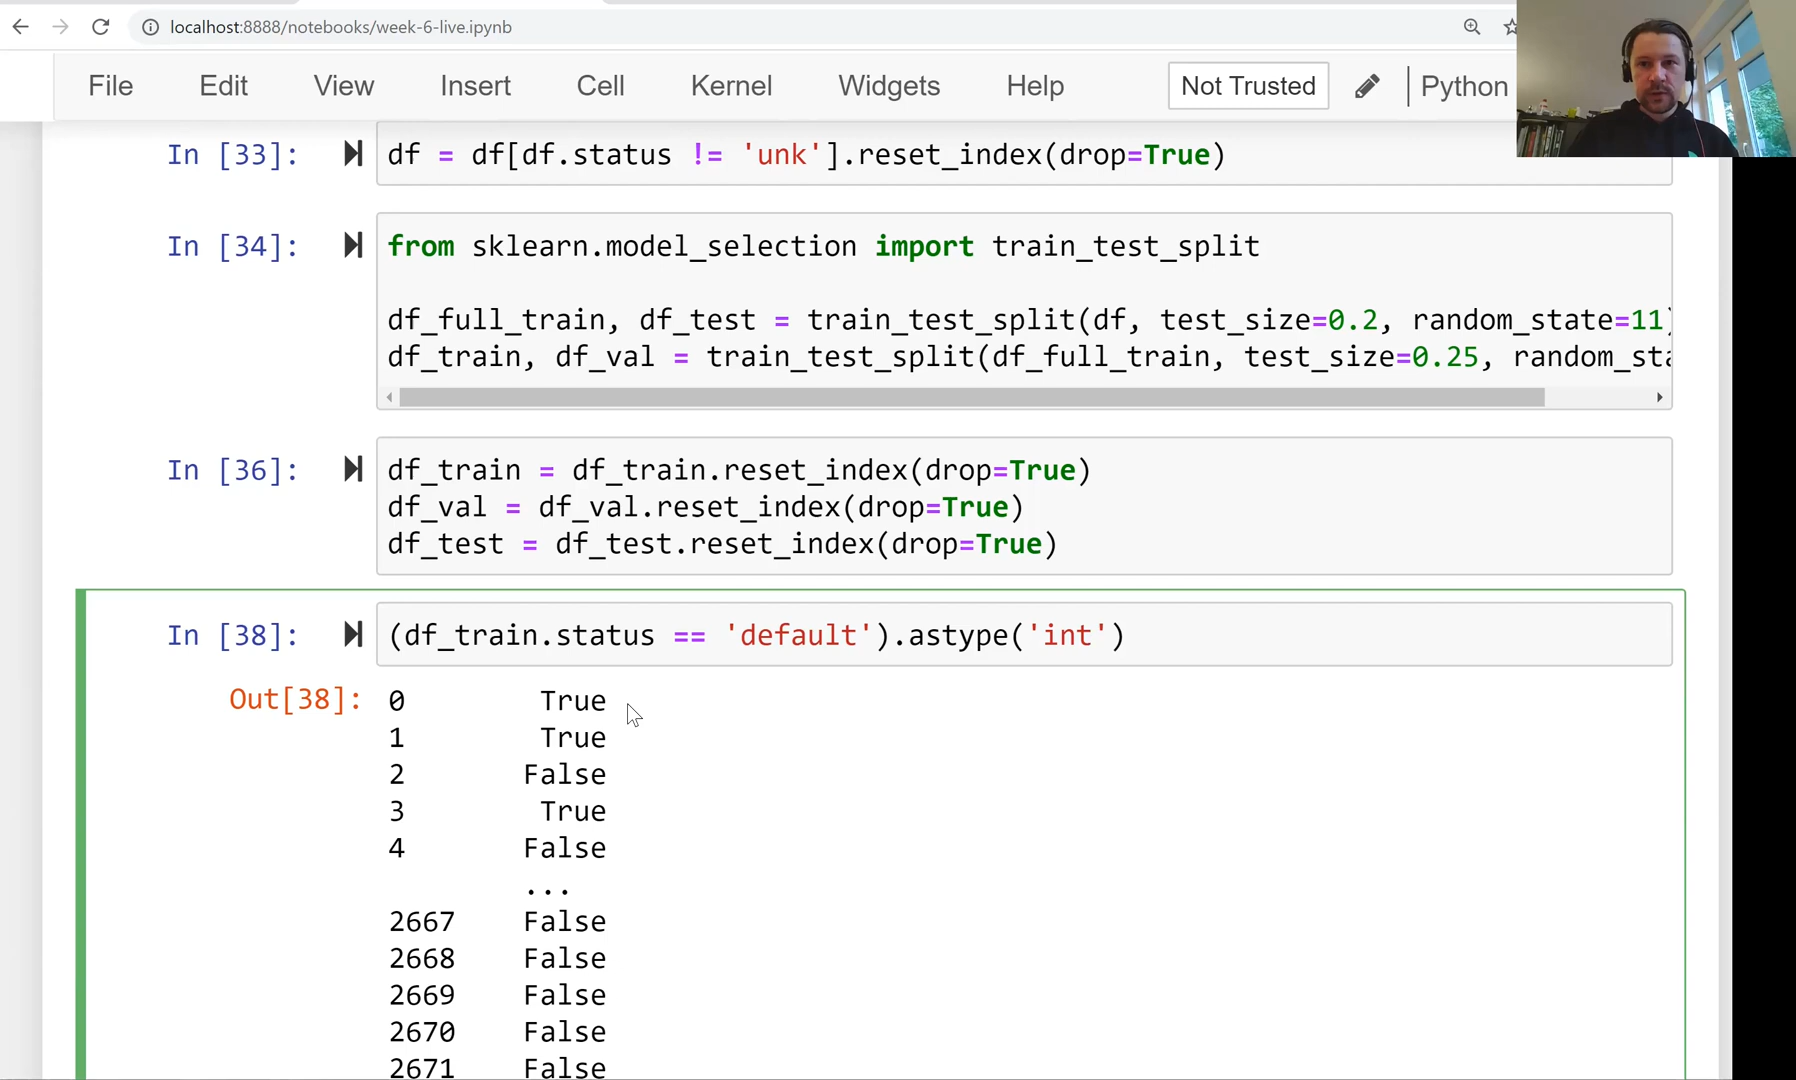 localhost:8888/notebooks/week-6-live.ipynb
File Edit View Insert Cell Kernel Widgets Help Not Trusted Python
In [33]: df = df[df.status != 'unk'].reset_index(drop=True)
In [34]: from sklearn.model_selection import train_test_split
df_full_train, df_test = train_test_split(df, test_size=0.2, random_state=11)
df_train, df_val = train_test_split(df_full_train, test_size=0.25, random_sta
In [36]: df_train = df_train.reset_index(drop=True)
df_val = df_val.reset_index(drop=True)
df_test = df_test.reset_index(drop=True)
In [38]: (df_train.status == 'default').astype('int')
Out[38]: 0 True
1 True
2 False
3 True
4 False
...
2667 False
2668 False
2669 False
2670 False
2671 False